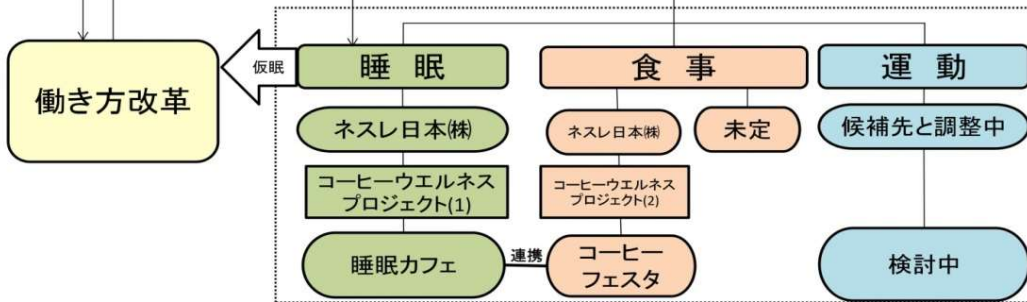 仮眠
睡 眠
食 事
運 動
働き方改革
ネスレ日本㈱
ネスレ日本㈱
未定
候補先と調整中
コーヒーウエルネス
プロジェクト(1)
コーヒーウエルネス
プロジェクト(2)
睡眠カフェ
連携
コーヒー
フェスタ
検討中